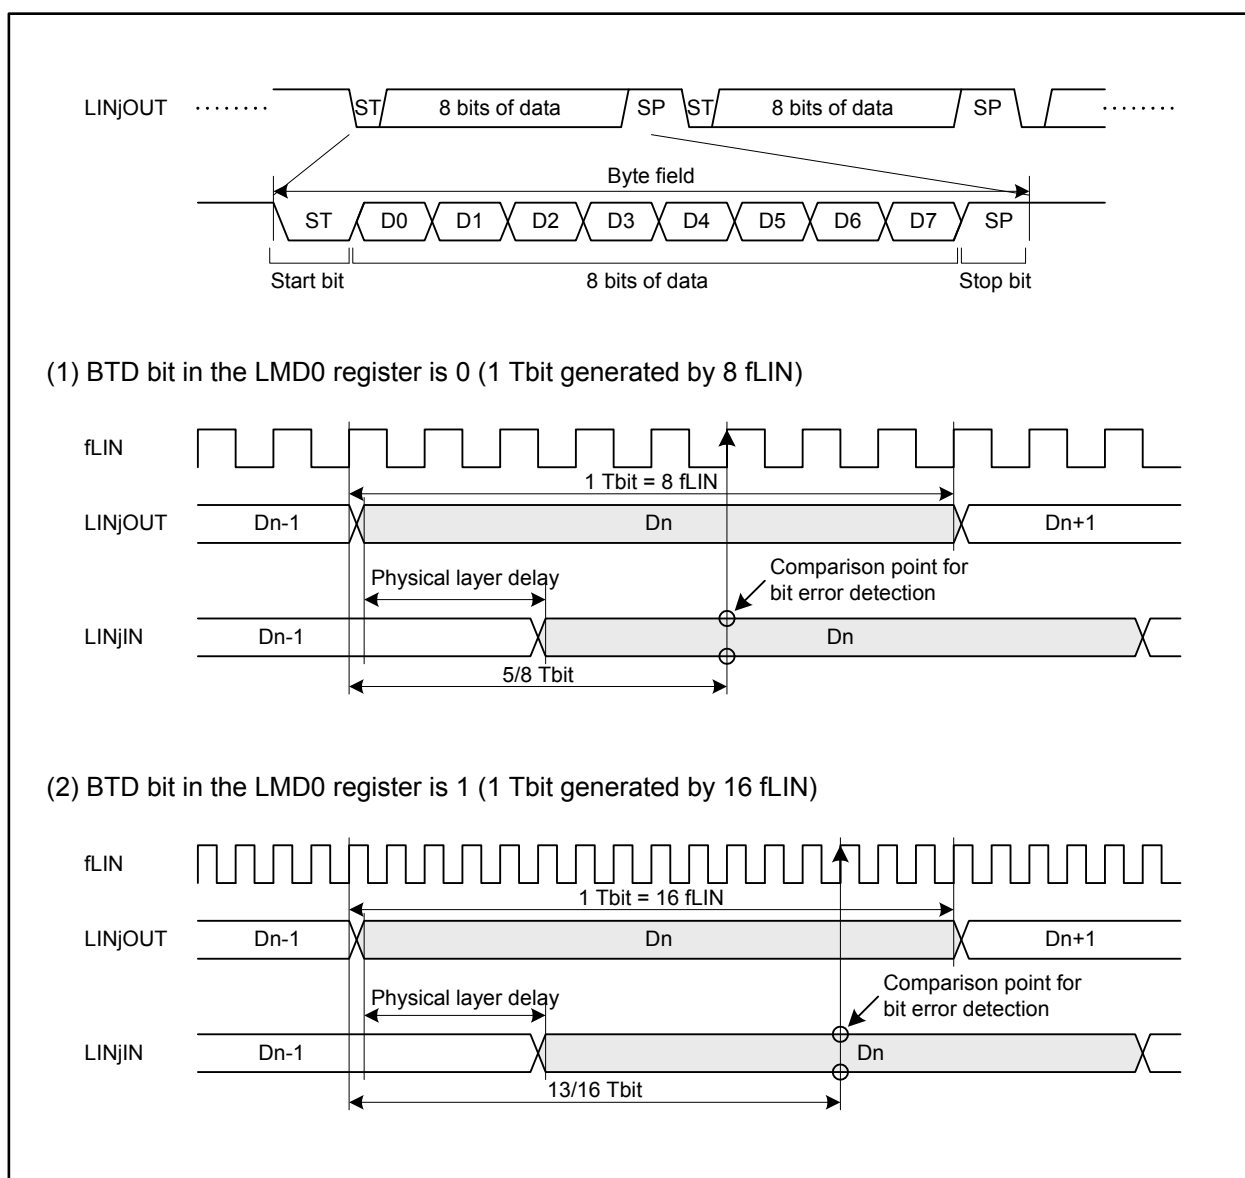 LINjOUT ST 8 bits of data SP ST 8 bits of data SP
Byte field
ST D0 D1 D2 D3 D4 D5 D6 D7 SP
Start bit 8 bits of data Stop bit
(1) BTD bit in the LMD0 register is 0 (1 Tbit generated by 8 fLIN)
fLIN
1 Tbit = 8 fLIN
LINjOUT Dn-1 Dn Dn+1
Comparison point for
bit error detection
Physical layer delay
LINjIN Dn-1 Dn
5/8 Tbit
(2) BTD bit in the LMD0 register is 1 (1 Tbit generated by 16 fLIN)
fLIN
1 Tbit = 16 fLIN
LINjOUT Dn-1 Dn Dn+1
Comparison point for
bit error detection
Physical layer delay
LINjIN Dn-1 Dn
13/16 Tbit